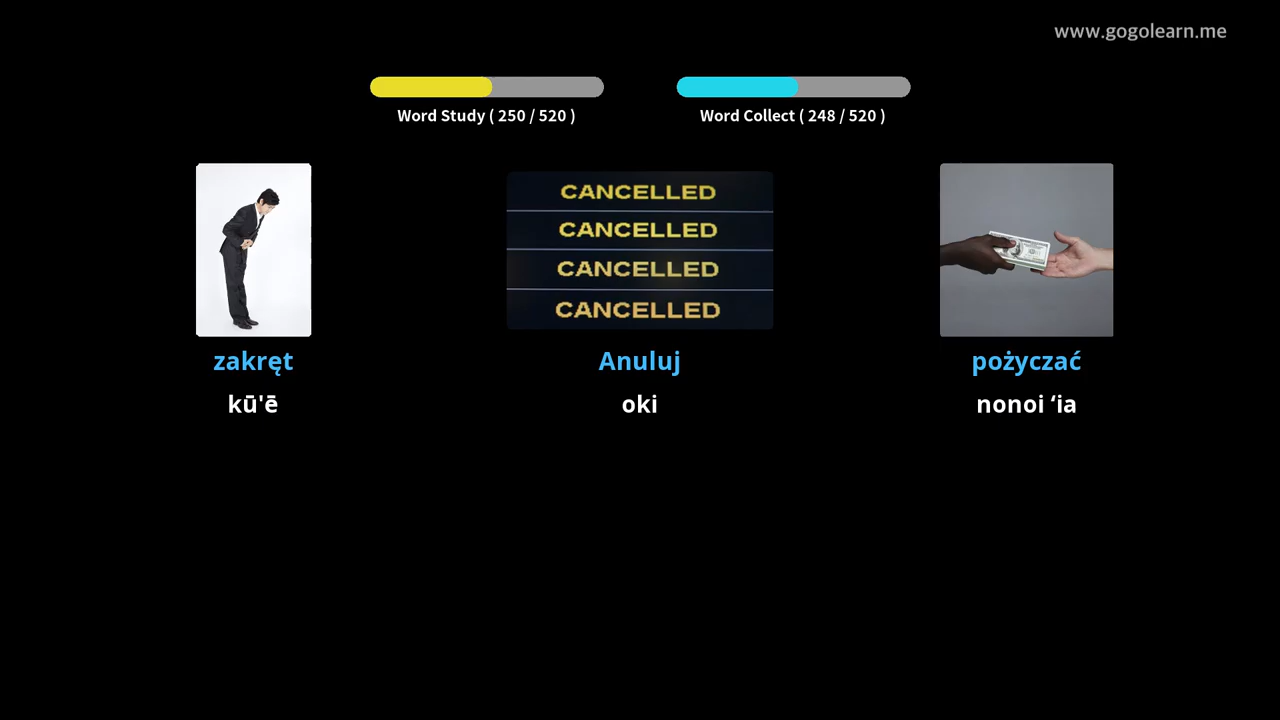 www.gogolearn.me
Word Study ( 250 / 520 )
Word Collect ( 248 / 520 )
CANCELLED
CANCELLED
CANCELLED
CANCELLED
zakręt
Anuluj
pożyczać
kū'ē
oki
nonoi ʻia